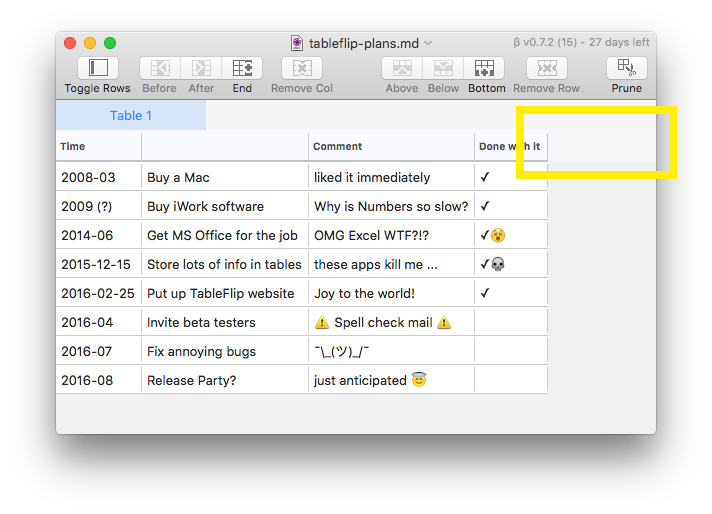 tableflip-plans.md
β v0.7.2 (15) - 27 days left
Toggle Rows Before After End Remove Col Above Below Bottom Remove Row Prune
Table 1
Time Comment Done with it
2008-03 Buy a Mac liked it immediately ✓
2009 (?) Buy iWork software Why is Numbers so slow? ✓
2014-06 Get MS Office for the job OMG Excel WTF?!? ✓😵
2015-12-15 Store lots of info in tables these apps kill me ... ✓💀
2016-02-25 Put up TableFlip website Joy to the world! ✓
2016-04 Invite beta testers ⚠️ Spell check mail ⚠️
2016-07 Fix annoying bugs ¯\_(ツ)_/¯
2016-08 Release Party? just anticipated 😇